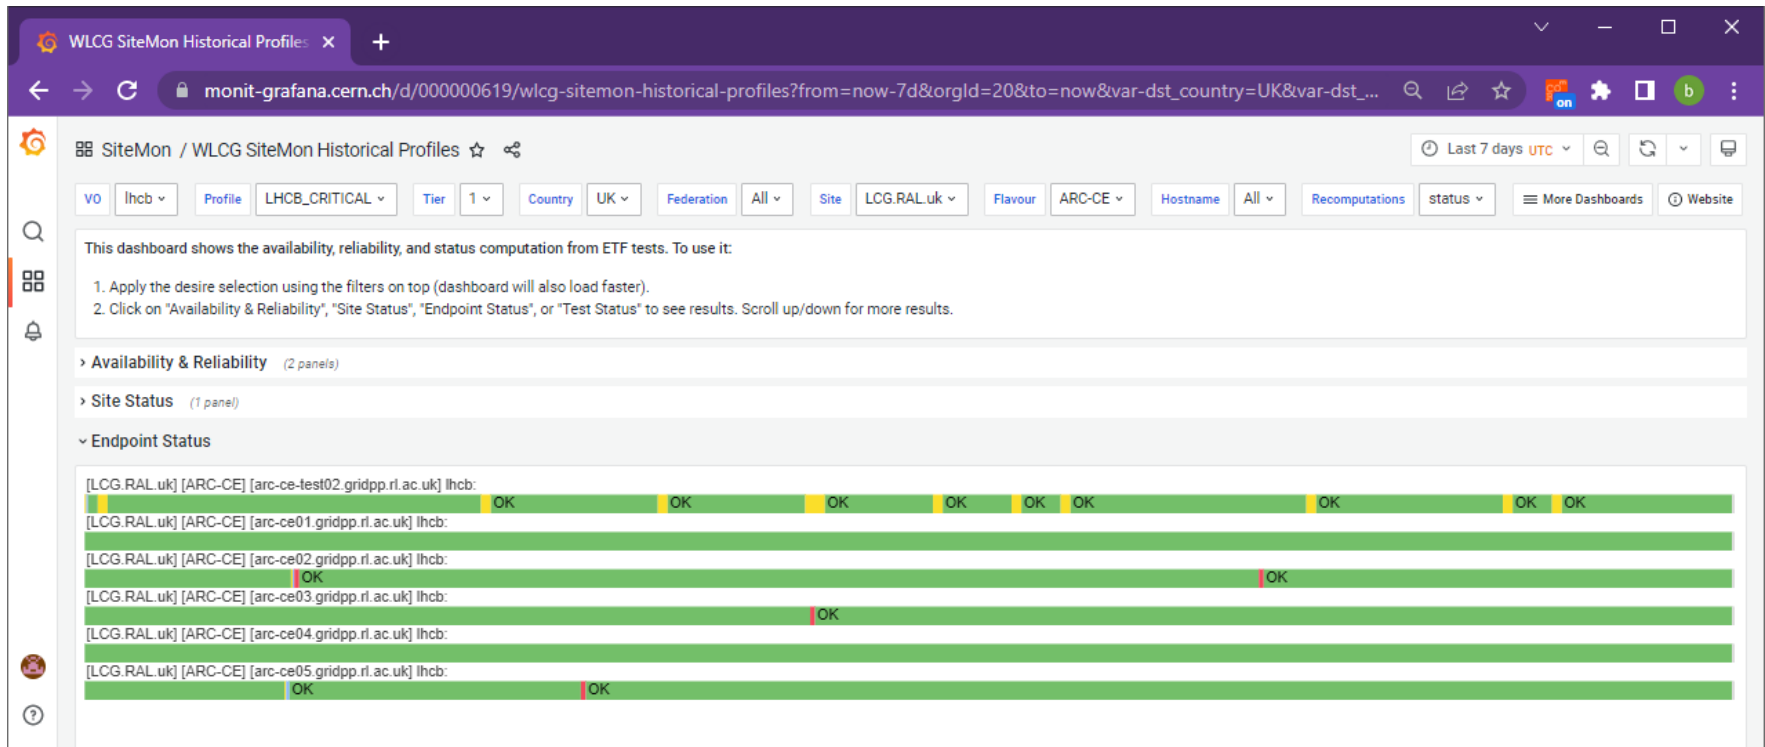 WLCG SiteMon Historical Profiles
monit-grafana.cern.ch/d/000000619/wlcg-sitemon-historical-profiles?from=now-7d&orgId=20&to=now&var-dst_country=UK&var-dst_...
on
b
SiteMon / WLCG SiteMon Historical Profiles
Last 7 days UTC
VO lhcb Profile LHCB_CRITICAL Tier 1 Country UK Federation All Site LCG.RAL.uk Flavour ARC-CE Hostname All Recomputations status More Dashboards Website
This dashboard shows the availability, reliability, and status computation from ETF tests. To use it:
1. Apply the desire selection using the filters on top (dashboard will also load faster).
2. Click on "Availability & Reliability", "Site Status", "Endpoint Status", or "Test Status" to see results. Scroll up/down for more results.
Availability & Reliability (2 panels)
Site Status (1 panel)
Endpoint Status
[LCG.RAL.uk] [ARC-CE] [arc-ce-test02.gridpp.rl.ac.uk] lhcb:
OK OK OK OK OK OK OK OK OK
[LCG.RAL.uk] [ARC-CE] [arc-ce01.gridpp.rl.ac.uk] lhcb:
[LCG.RAL.uk] [ARC-CE] [arc-ce02.gridpp.rl.ac.uk] lhcb:
OK OK
[LCG.RAL.uk] [ARC-CE] [arc-ce03.gridpp.rl.ac.uk] lhcb:
OK
[LCG.RAL.uk] [ARC-CE] [arc-ce04.gridpp.rl.ac.uk] lhcb:
[LCG.RAL.uk] [ARC-CE] [arc-ce05.gridpp.rl.ac.uk] lhcb:
OK OK